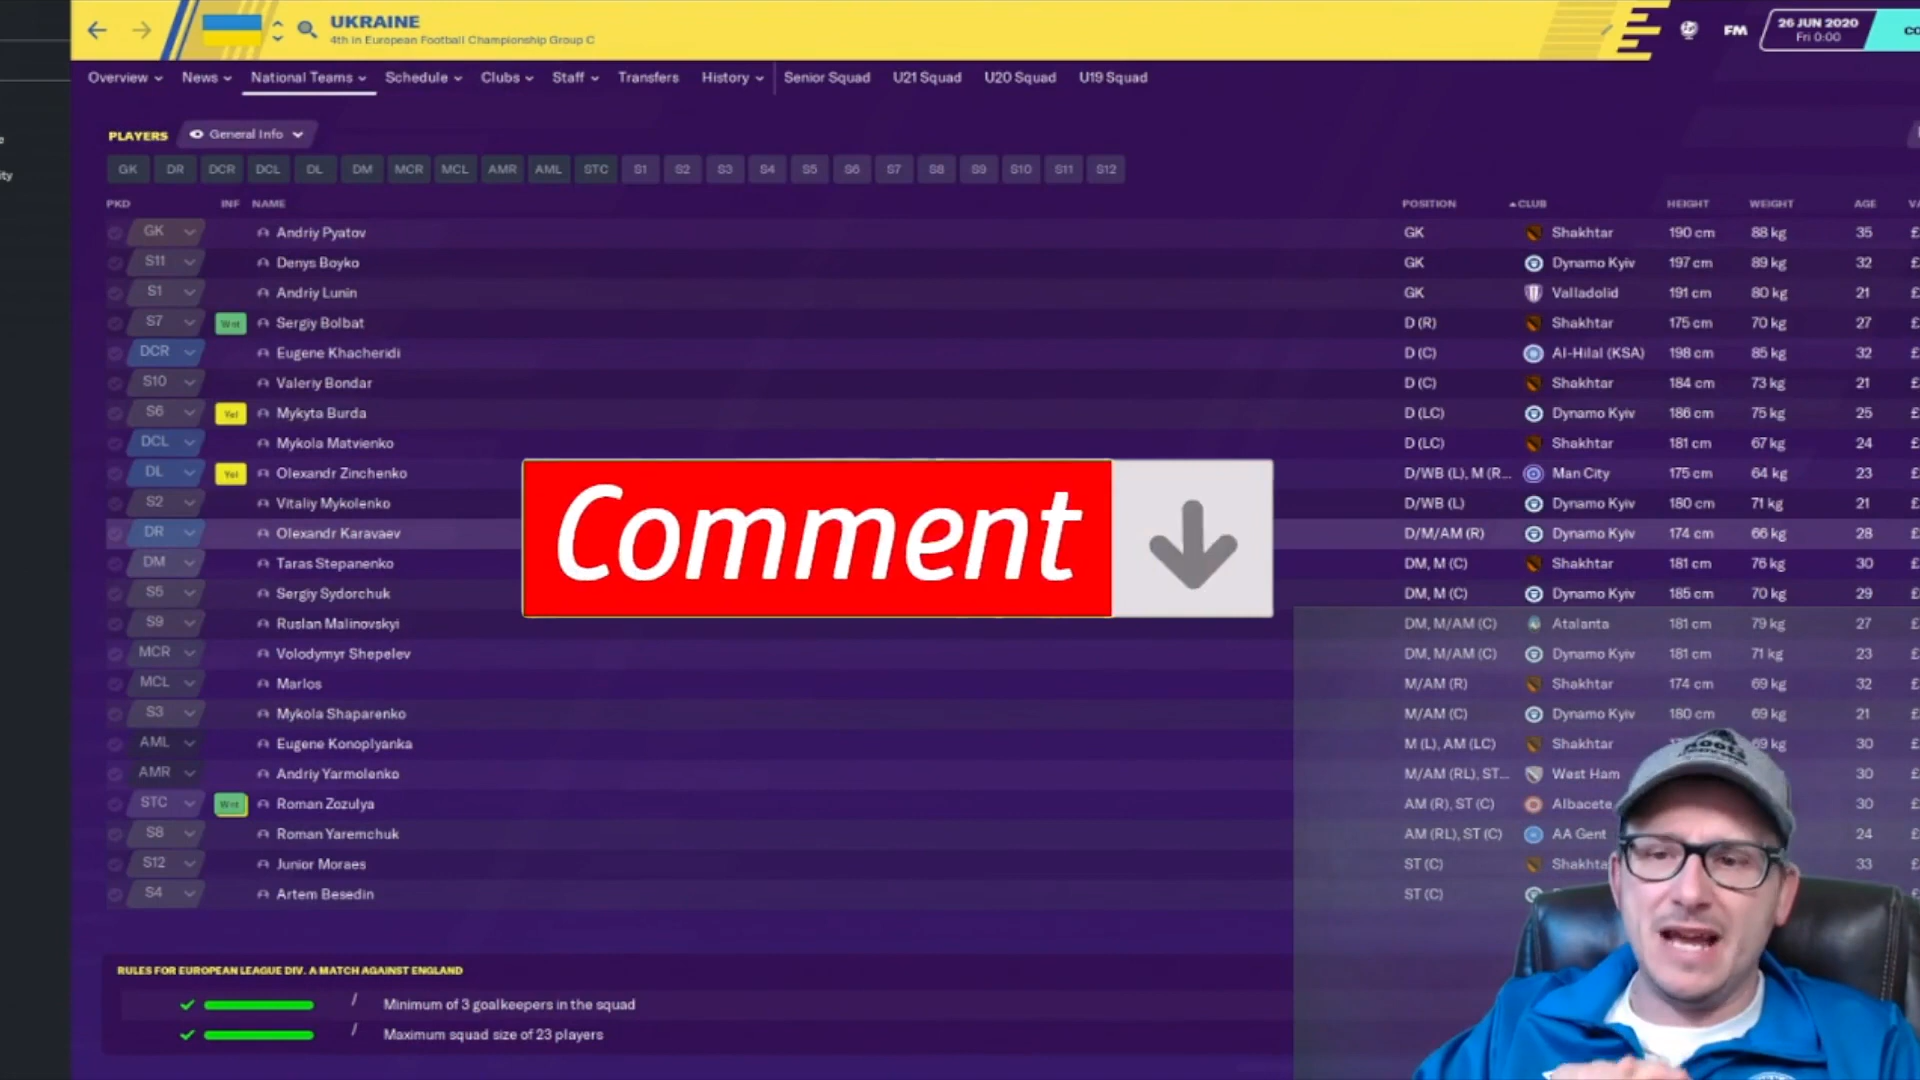 UKRAINE
4th in European Football Championship Group C
FM
26 JUN 2020
Fri 0:00
CO
Overview News National Teams Schedule Clubs Staff Transfers History Senior Squad U21 Squad U20 Squad U19 Squad
PLAYERS General Info
GK DR DCR DCL DL DM MCR MCL AMR AML STC S1 S2 S3 S4 S5 S6 S7 S8 S9 S10 S11 S12
PKD INF NAME POSITION CLUB HEIGHT WEIGHT AGE VA
GK Andriy Pyatov GK Shakhtar 190 cm 88 kg 35 £
S11 Denys Boyko GK Dynamo Kyiv 197 cm 89 kg 32 £
S1 Andriy Lunin GK Valladolid 191 cm 80 kg 21 £
S7 Wnt Sergiy Bolbat D (R) Shakhtar 175 cm 70 kg 27 £
DCR Eugene Khacheridi D (C) Al-Hilal (KSA) 198 cm 85 kg 32 £
S10 Valeriy Bondar D (C) Shakhtar 184 cm 73 kg 21 £
S6 Yel Mykyta Burda D (LC) Dynamo Kyiv 186 cm 75 kg 25 £
DCL Mykola Matvienko D (LC) Shakhtar 181 cm 67 kg 24 £
DL Yel Olexandr Zinchenko D/WB (L), M (R... Man City 175 cm 64 kg 23 £
S2 Vitaliy Mykolenko D/WB (L) Dynamo Kyiv 180 cm 71 kg 21 £
DR Olexandr Karavaev D/M/AM (R) Dynamo Kyiv 174 cm 66 kg 28 £
DM Taras Stepanenko DM, M (C) Shakhtar 181 cm 76 kg 30 £
S5 Sergiy Sydorchuk DM, M (C) Dynamo Kyiv 185 cm 70 kg 29 £
S9 Ruslan Malinovskyi DM, M/AM (C) Atalanta 181 cm 79 kg 27 £
MCR Volodymyr Shepelev DM, M/AM (C) Dynamo Kyiv 181 cm 71 kg 23 £
MCL Marlos M/AM (R) Shakhtar 174 cm 69 kg 32 £
S3 Mykola Shaparenko M/AM (C) Dynamo Kyiv 180 cm 69 kg 21 £
AML Eugene Konoplyanka M (L), AM (LC) Shakhtar 69 kg 30 £
AMR Andriy Yarmolenko M/AM (RL), ST... West Ham 30 £
STC Wnt Roman Zozulya AM (R), ST (C) Albacete 30 £
S8 Roman Yaremchuk AM (RL), ST (C) AA Gent 24 £
S12 Junior Moraes ST (C) Shakhta 33 £
S4 Artem Besedin ST (C)
Comment
RULES FOR EUROPEAN LEAGUE DIV. A MATCH AGAINST ENGLAND
/ Minimum of 3 goalkeepers in the squad
/ Maximum squad size of 23 players